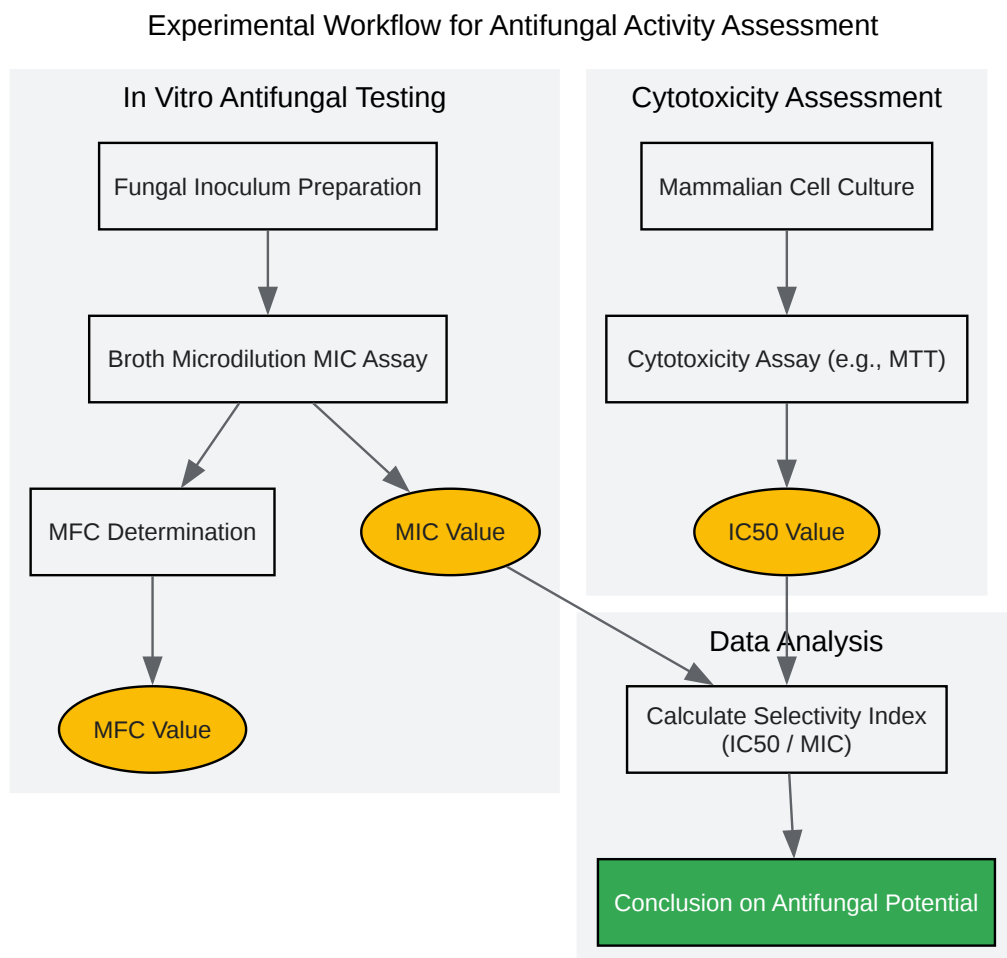 Experimental Workflow for Antifungal Activity Assessment
In Vitro Antifungal Testing
Fungal Inoculum Preparation
Broth Microdilution MIC Assay
MFC Determination
MIC Value
MFC Value
Cytotoxicity Assessment
Mammalian Cell Culture
Cytotoxicity Assay (e.g., MTT)
IC50 Value
Data Analysis
Calculate Selectivity Index
(IC50 / MIC)
Conclusion on Antifungal Potential